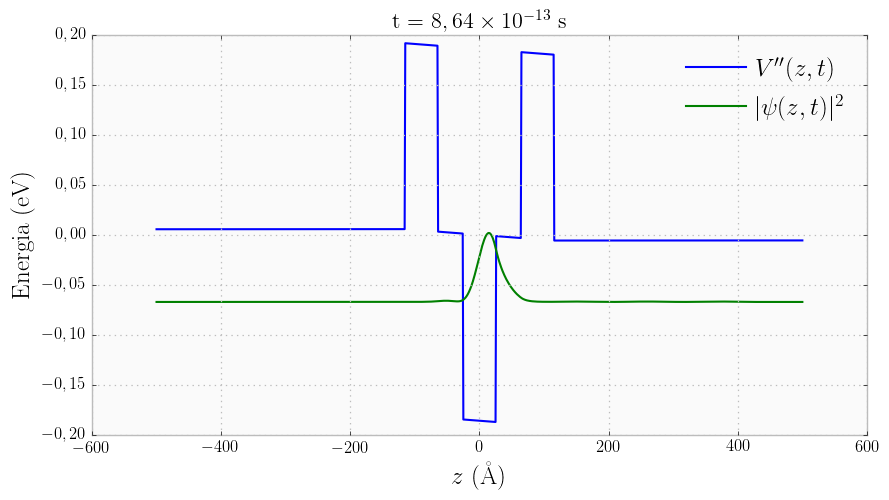 t = 8, 64 × 10⁻¹³ s
V′′(z, t)
|ψ(z, t)|²
Energia (eV)
0, 20
0, 15
0, 10
0, 05
0, 00
−0, 05
−0, 10
−0, 15
−0, 20
−600 −400 −200 0 200 400 600
z (Å)